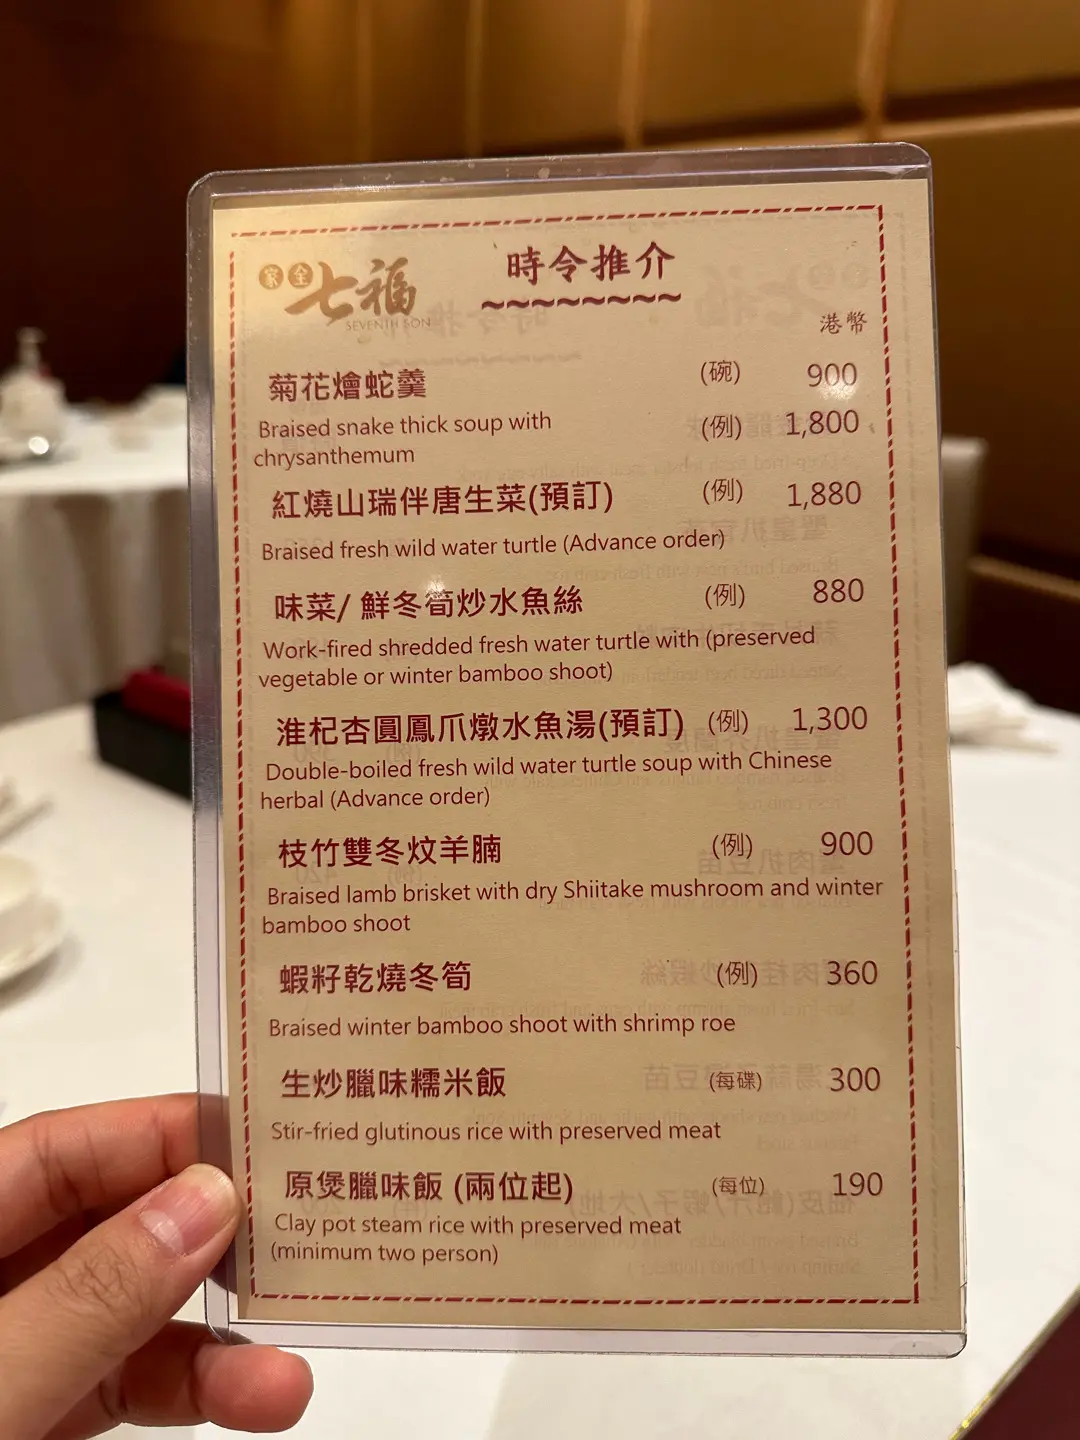 家全七福
SEVENTH SON
時令推介
港幣
菊花燴蛇羹 (碗) 900
Braised snake thick soup with (例) 1,800
chrysanthemum
紅燒山瑞伴唐生菜(預訂) (例) 1,880
Braised fresh wild water turtle (Advance order)
味菜/ 鮮冬筍炒水魚絲 (例) 880
Work-fired shredded fresh water turtle with (preserved
vegetable or winter bamboo shoot)
淮杞杏圓鳳爪燉水魚湯(預訂) (例) 1,300
Double-boiled fresh wild water turtle soup with Chinese
herbal (Advance order)
枝竹雙冬炆羊腩 (例) 900
Braised lamb brisket with dry Shiitake mushroom and winter
bamboo shoot
蝦籽乾燒冬筍 (例) 360
Braised winter bamboo shoot with shrimp roe
生炒臘味糯米飯 (每碟) 300
Stir-fried glutinous rice with preserved meat
原煲臘味飯 (兩位起) (每位) 190
Clay pot steam rice with preserved meat
(minimum two person)